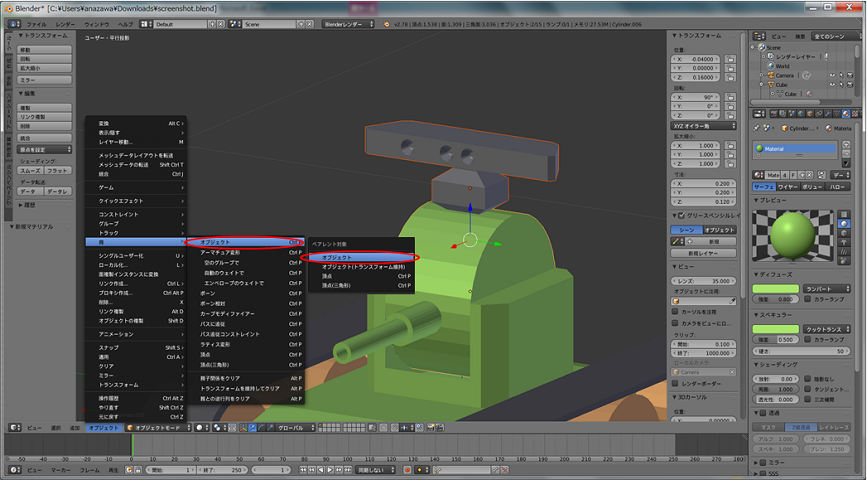 Blender* [C:¥Users¥anazawa¥Downloads¥screenshot.blend]
ファイル レンダー ウィンドウ ヘルプ Default Scene Blenderレンダー v2.78 | 頂点:1,538 | 面:1,309 | 三角面:3,036 | オブジェクト:2/15 | ランプ:0/1 | メモリ:27.53M | Cylinder.006
▼トランスフォーム
移動
回転
拡大縮小
ミラー
▼編集
複製
リンク複製
削除
統合
原点を設定
シェーディング:
スムーズ フラット
データ転送:
データ データレ
▶履歴
▼新規マテリアル
ユーザー・平行投影
変換 Alt C
表示/隠す
レイヤー移動... M
メッシュデータレイアウトを転送
メッシュデータの転送 Shift Ctrl T
統合 Ctrl J
ゲーム
クイックエフェクト
コンストレイント
グループ
トラック
親
シングルユーザー化 U
ローカル化... L
面複製インスタンスに変換
リンク作成... Ctrl L
プロキシ作成... Ctrl Alt P
削除... X
リンク複製 Alt D
オブジェクトの複製 Shift D
アニメーション
スナップ Shift S
適用 Ctrl A
クリア
ミラー
トランスフォーム
操作履歴 Ctrl Alt Z
やり直す Shift Ctrl Z
元に戻す Ctrl Z
オブジェクト Ctrl P
アーマチュア変形 Ctrl P
空のグループで Ctrl P
自動のウェイトで Ctrl P
エンベロープのウェイトで Ctrl P
ボーン Ctrl P
ボーン相対 Ctrl P
カーブモディファイアー Ctrl P
パスに追従 Ctrl P
パス追従コンストレイント Ctrl P
ラティス変形 Ctrl P
頂点 Ctrl P
頂点(三角形) Ctrl P
親子関係をクリア Alt P
トランスフォームを維持してクリア Alt P
親との逆行列をクリア Alt P
ペアレント対象
オブジェクト
オブジェクト(トランスフォーム維持)
頂点 Ctrl P
頂点(三角形) Ctrl P
▼トランスフォーム
位置:
X: -0.04000
Y: 0.00000
Z: 0.16000
回転:
X: 90°
Y: 0°
Z: 0°
XYZ オイラー角
拡大縮小:
X: 1.000
Y: 1.000
Z: 1.000
寸法:
X: 0.200
Y: 0.200
Z: 0.120
▼グリースペンシルレイ
シーン オブジェクト
新規
新規レイヤー
▼ビュー
レンズ: 35.000
オブジェクトに注視:
カーソルを注視
カメラをビューにロ
クリップ:
開始: 0.100
終了: 1000.000
ローカルのカメラ:
Camera
レンダーボーダー
▼3Dカーソル
ビュー 検索 全てのシーン
Scene
レンダーレイヤー
World
Camera
Cube
Cube
Cylinder... Materia
Material
Mate 4 F データ
サーフェ ワイヤー ボリュー ハロー
▼プレビュー
▼ディフューズ
ランバート
強度: 0.800 カラーランプ
▼スペキュラー
クックトランス
強度: 0.500 カラーランプ
硬さ: 50
▼シェーディング
放射: 0.00 陰影なし
周囲: 1.000 タンジェント
透光性: 0.000 三次補間
▶透過
マスク Z値透過 レイトレース
アルファ: 1.000 フレネ: 0.000
スペキ: 1.000 ブレン: 1.250
▶ミラー
▶SSS
ビュー 選択 追加 オブジェクト オブジェクトモード グローバル
-50 -40 -30 -20 -10 0 10 20 30 40 50 60 70 80 90 100 110 120 130 140 150 160 170 180 190 200 210 220 230 240 250 260 270 280
ビュー マーカー フレーム 再生 開始: 1 終了: 250 1 同期しない